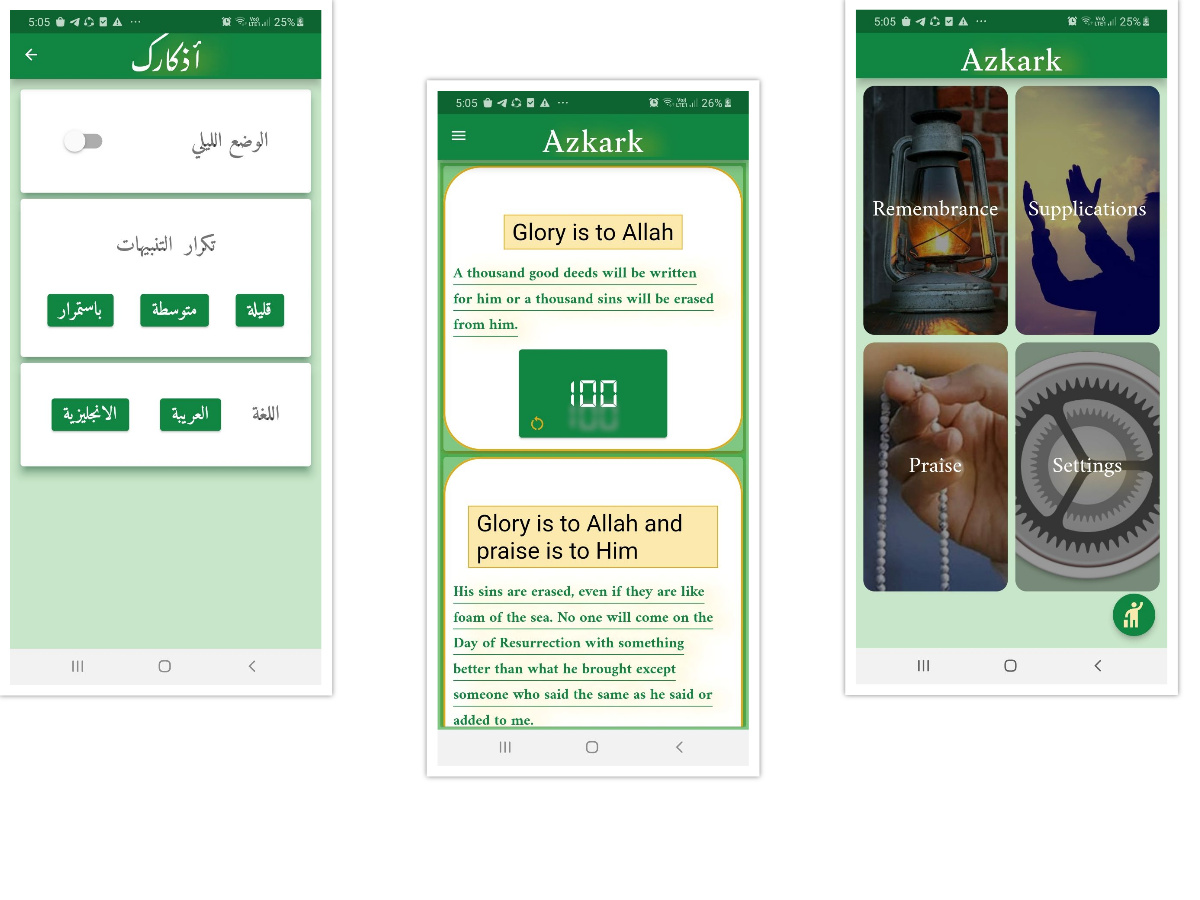 5:05
25%
أذكارك
الوضع الليلي
تكرار التنبيهات
قليلة
متوسطة
باستمرار
اللغة
العربية
الانجليزية
5:05
26%
Azkark
Glory is to Allah
A thousand good deeds will be written
for him or a thousand sins will be erased
from him.
100
Glory is to Allah and
praise is to Him
His sins are erased, even if they are like
foam of the sea. No one will come on the
Day of Resurrection with something
better than what he brought except
someone who said the same as he said or
added to me.
5:05
25%
Azkark
Remembrance
Supplications
Praise
Settings